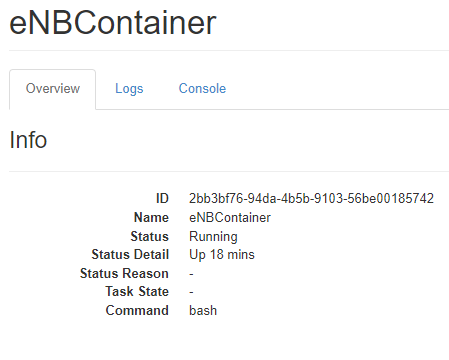 eNBContainer
Overview Logs Console
Info
ID 2bb3bf76-94da-4b5b-9103-56be00185742
Name eNBContainer
Status Running
Status Detail Up 18 mins
Status Reason -
Task State -
Command bash